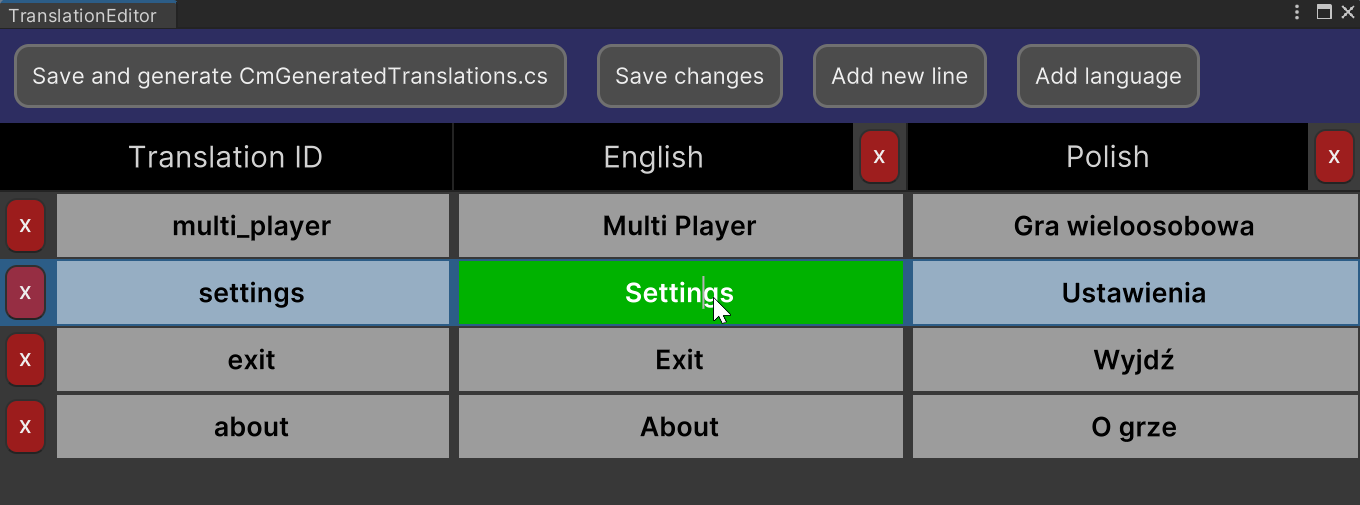 TranslationEditor
Save and generate CmGeneratedTranslations.cs Save changes Add new line Add language
Translation ID English X Polish X
X multi_player Multi Player Gra wieloosobowa
X settings Settings Ustawienia
X exit Exit Wyjdź
X about About O grze